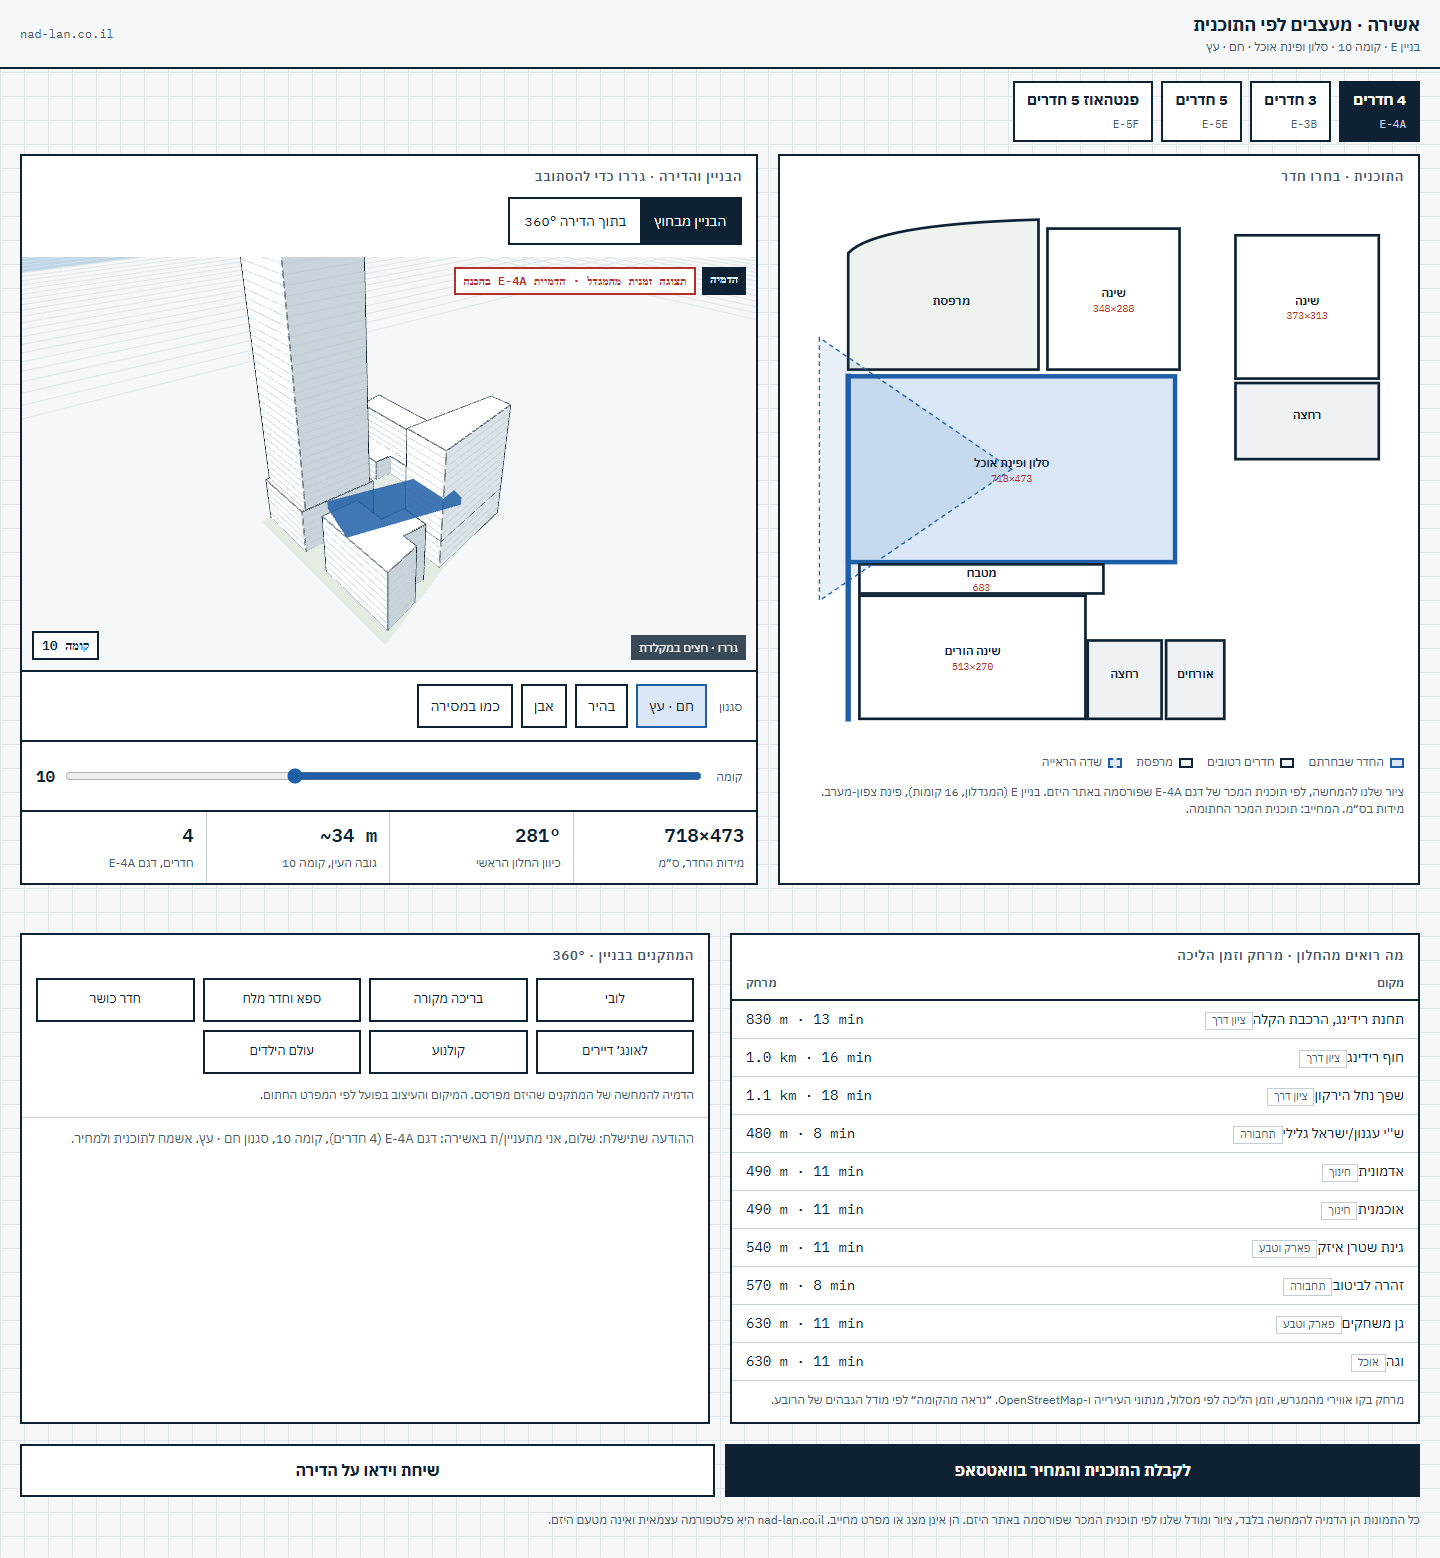 אשירה · מעצבים לפי התוכנית
בניין E · קומה 10 · סלון ופינת אוכל · חם · עץ
nad-lan.co.il
4 חדרים
E-4A
3 חדרים
E-3B
5 חדרים
E-5E
פנטהאוז 5 חדרים
E-5F
התוכנית · בחרו חדר
מרפסת
שינה
348×288
שינה
373×313
רחצה
סלון ופינת אוכל
718×473
מטבח
683
שינה הורים
513×270
רחצה
אורחים
החדר שבחרתם
חדרים רטובים
מרפסת
שדה הראייה
ציור שלנו להמחשה, לפי תוכנית המכר של דגם E-4A שפורסמה באתר היזם. בניין E (המגדלון, 16 קומות), פינת צפון-מערב.
מידות בס״מ. המחייב: תוכנית המכר החתומה.
הבניין והדירה · גררו כדי להסתובב
הבניין מבחוץ
בתוך הדירה 360°
הדמיה
תצוגה זמנית מהמגדל · הדמיית E-4A בהכנה
קומה 10
גררו · חצים במקלדת
סגנון
חם · עץ
בהיר
אבן
כמו במסירה
קומה
10
718×473
מידות החדר, ס״מ
281°
כיוון החלון הראשי
~34 m
גובה העין, קומה 10
4
חדרים, דגם E-4A
מה רואים מהחלון · מרחק וזמן הליכה
מקום
מרחק
תחנת רידינג, הרכבת הקלה ציון דרך 830 m · 13 min
חוף רידינג ציון דרך 1.0 km · 16 min
שפך נחל הירקון ציון דרך 1.1 km · 18 min
ש''י עגנון/ישראל גלילי תחבורה 480 m · 8 min
אדמונית חינוך 490 m · 11 min
אוכמנית חינוך 490 m · 11 min
גינת שטרן איזק פארק וטבע 540 m · 11 min
זהרה לביטוב תחבורה 570 m · 8 min
גן משחקים פארק וטבע 630 m · 11 min
וגה אוכל 630 m · 11 min
מרחק בקו אווירי מהמגרש, וזמן הליכה לפי מסלול, מנתוני העירייה ו-OpenStreetMap. ״נראה מהקומה״ לפי מודל הגבהים של הרובע.
המתקנים בבניין · 360°
לובי
בריכה מקורה
ספא וחדר מלח
חדר כושר
לאונג׳ דיירים
קולנוע
עולם הילדים
הדמיה להמחשה של המתקנים שהיזם מפרסם. המיקום והעיצוב בפועל לפי המפרט החתום.
ההודעה שתישלח: שלום, אני מתעניין/ת באשירה: דגם E-4A (4 חדרים), קומה 10, סגנון חם · עץ. אשמח לתוכנית ולמחיר.
לקבלת התוכנית והמחיר בוואטסאפ
שיחת וידאו על הדירה
כל התמונות הן הדמיה להמחשה בלבד, ציור ומודל שלנו לפי תוכנית המכר שפורסמה באתר היזם. הן אינן מצג או מפרט מחייב. nad-lan.co.il היא פלטפורמה עצמאית ואינה מטעם היזם.